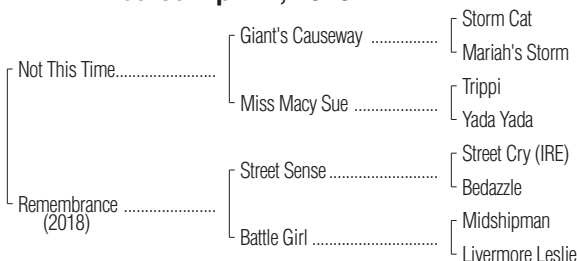 Storm Cat
Giant's Causeway ................
Mariah's Storm
Not This Time........................
Trippi
Miss Macy Sue ....................
Yada Yada
Street Cry (IRE)
Street Sense ..........................
Bedazzle
Remembrance ......................
(2018)
Midshipman
Battle Girl ..............................
Livermore Leslie